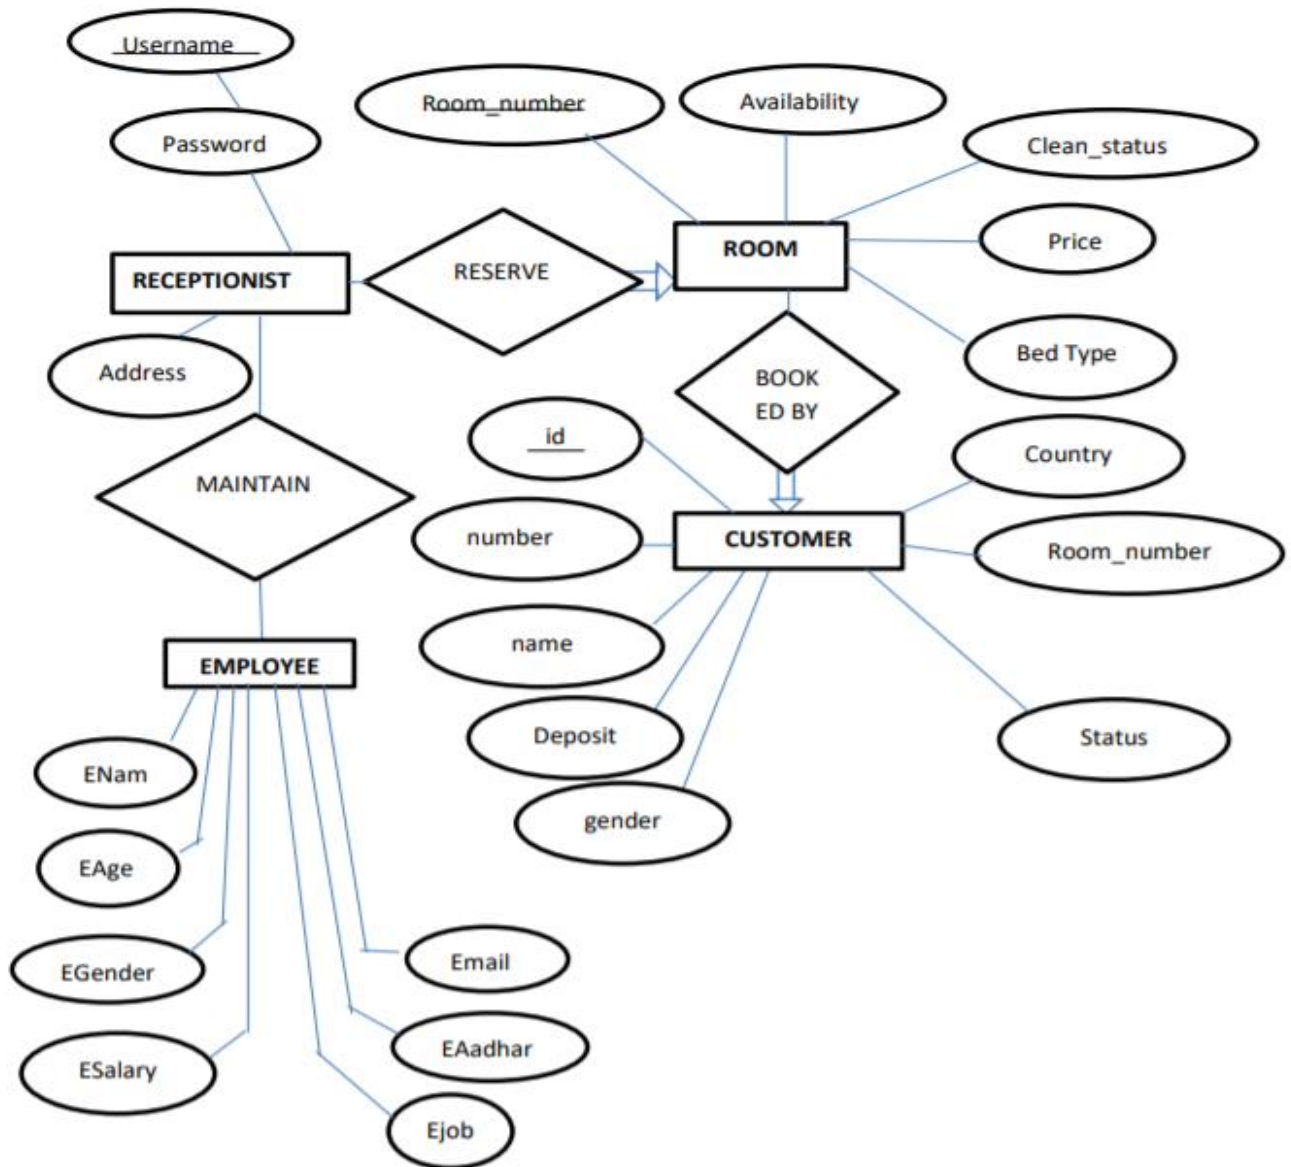 Username
Password
Room_number
Availability
Clean_status
Price
Bed Type
ROOM
RESERVE
RECEPTIONIST
Address
BOOK
ED BY
MAINTAIN
id
number
name
Deposit
gender
CUSTOMER
Country
Room_number
Status
EMPLOYEE
ENam
EAge
EGender
ESalary
Email
EAadhar
Ejob